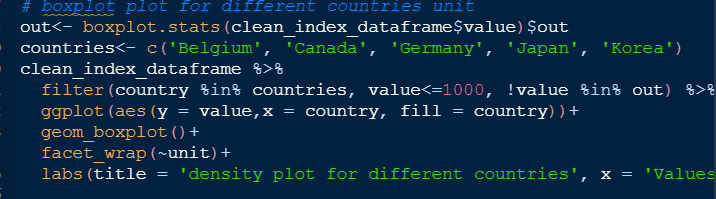 # boxplot plot for different countries unit
out<- boxplot.stats(clean_index_dataframe$value)$out
countries<- c('Belgium', 'Canada', 'Germany', 'Japan', 'Korea')
clean_index_dataframe %>%
  filter(country %in% countries, value<=1000, !value %in% out) %>%
  ggplot(aes(y = value,x = country, fill = country))+
  geom_boxplot()+
  facet_wrap(~unit)+
  labs(title = 'density plot for different countries', x = 'Values